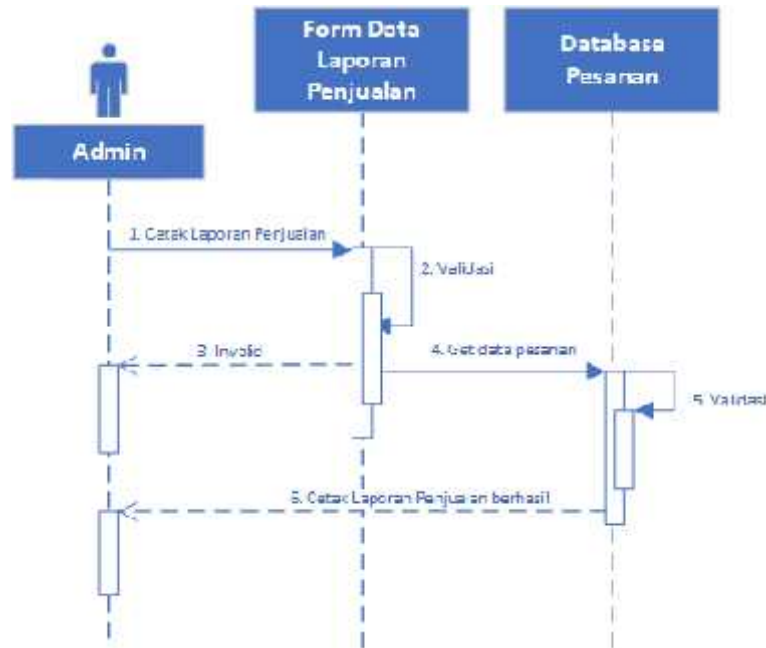 Form Data
Laporan
Penjualan
Database
Pesanan
Admin
1. Cetak Laporan Penjualan
2. Validasi
3. Invalid
4. Get data pesanan
5. Validasi
6. Cetak Laporan Penjualan berhasil